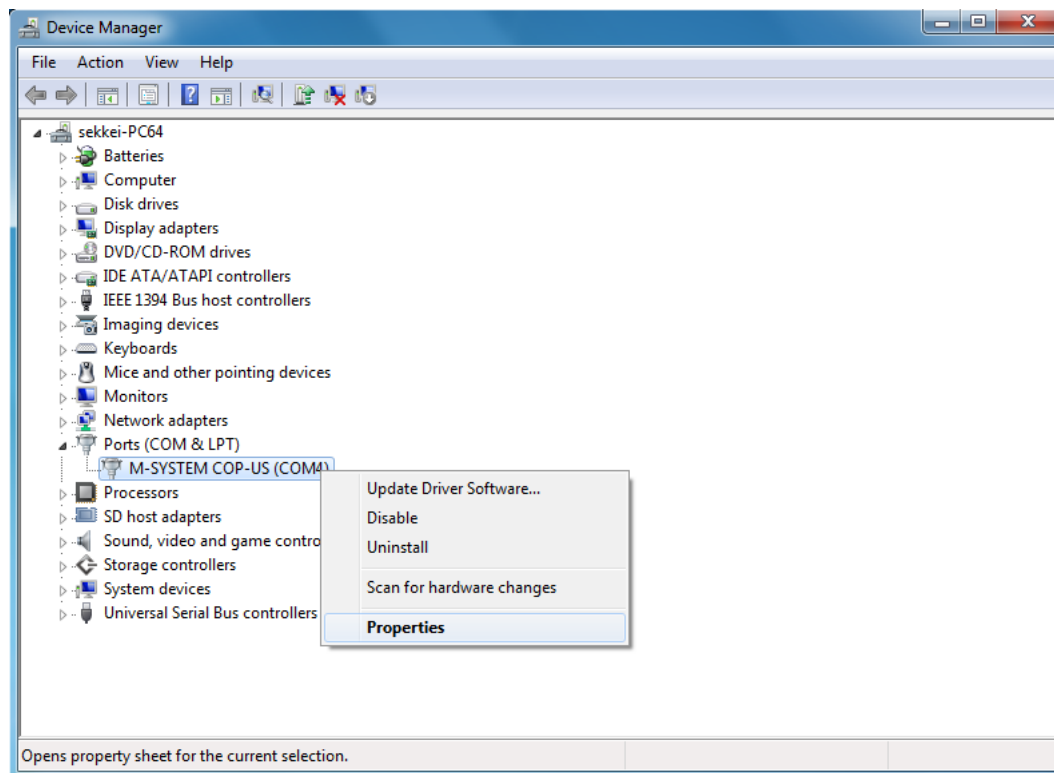 Device Manager
File Action View Help
sekkei-PC64
Batteries
Computer
Disk drives
Display adapters
DVD/CD-ROM drives
IDE ATA/ATAPI controllers
IEEE 1394 Bus host controllers
Imaging devices
Keyboards
Mice and other pointing devices
Monitors
Network adapters
Ports (COM & LPT)
M-SYSTEM COP-US (COM4)
Processors
SD host adapters
Sound, video and game contro
Storage controllers
System devices
Universal Serial Bus controllers
Update Driver Software...
Disable
Uninstall
Scan for hardware changes
Properties
Opens property sheet for the current selection.